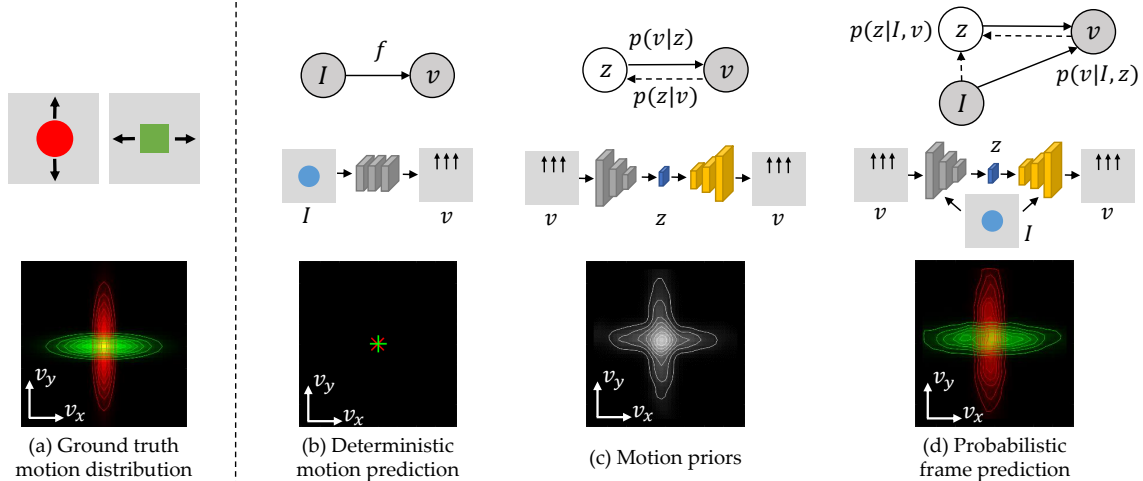 I
f
v
z
p(v|z)
p(z|v)
v
p(z|I, v)
z
v
p(v|I, z)
I
I
v
v
z
v
v
z
I
v
v_y
v_x
v_y
v_x
v_y
v_x
v_y
v_x
(a) Ground truth
motion distribution
(b) Deterministic
motion prediction
(c) Motion priors
(d) Probabilistic
frame prediction